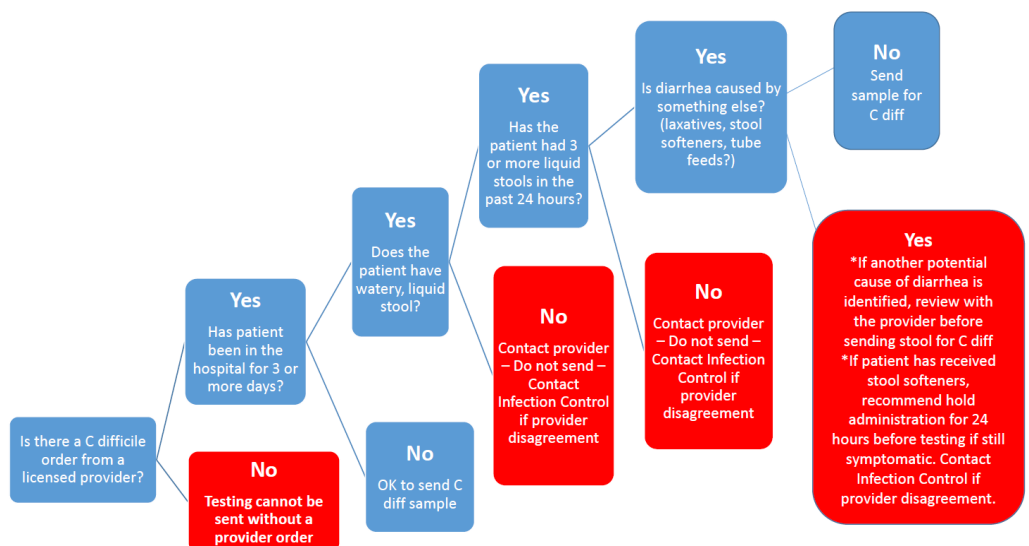 Is there a C difficile
order from a
licensed provider?
Yes
Has patient
been in the
hospital for 3 or
more days?
No
Testing cannot be
sent without a
provider order
Yes
Does the
patient have
watery, liquid
stool?
No
OK to send C
diff sample
Yes
Has the
patient had 3
or more liquid
stools in the
past 24 hours?
No
Contact provider
– Do not send –
Contact
Infection Control
if provider
disagreement
Yes
Is diarrhea caused by
something else?
(laxatives, stool
softeners, tube
feeds?)
No
Contact provider
– Do not send –
Contact Infection
Control if
provider
disagreement
No
Send
sample for
C diff
Yes
*If another potential
cause of diarrhea is
identified, review with
the provider before
sending stool for C diff
*If patient has received
stool softeners,
recommend hold
administration for 24
hours before testing if still
symptomatic. Contact
Infection Control if
provider disagreement.